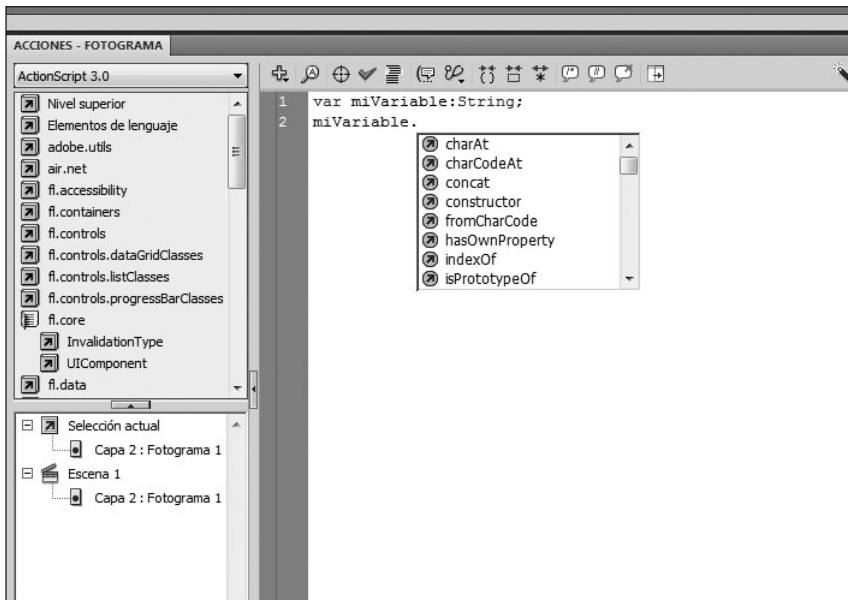 ACCIONES - FOTOGRAMA
ActionScript 3.0
Nivel superior
Elementos de lenguaje
adobe.utils
air.net
fl.accessibility
fl.containers
fl.controls
fl.controls.dataGridClasses
fl.controls.listClasses
fl.controls.progressBarClasses
fl.core
InvalidationType
UIComponent
fl.data
Selección actual
Capa 2 : Fotograma 1
Escena 1
Capa 2 : Fotograma 1
1 var miVariable:String;
2 miVariable.
charAt
charCodeAt
concat
constructor
fromCharCode
hasOwnProperty
indexOf
isPrototypeOf